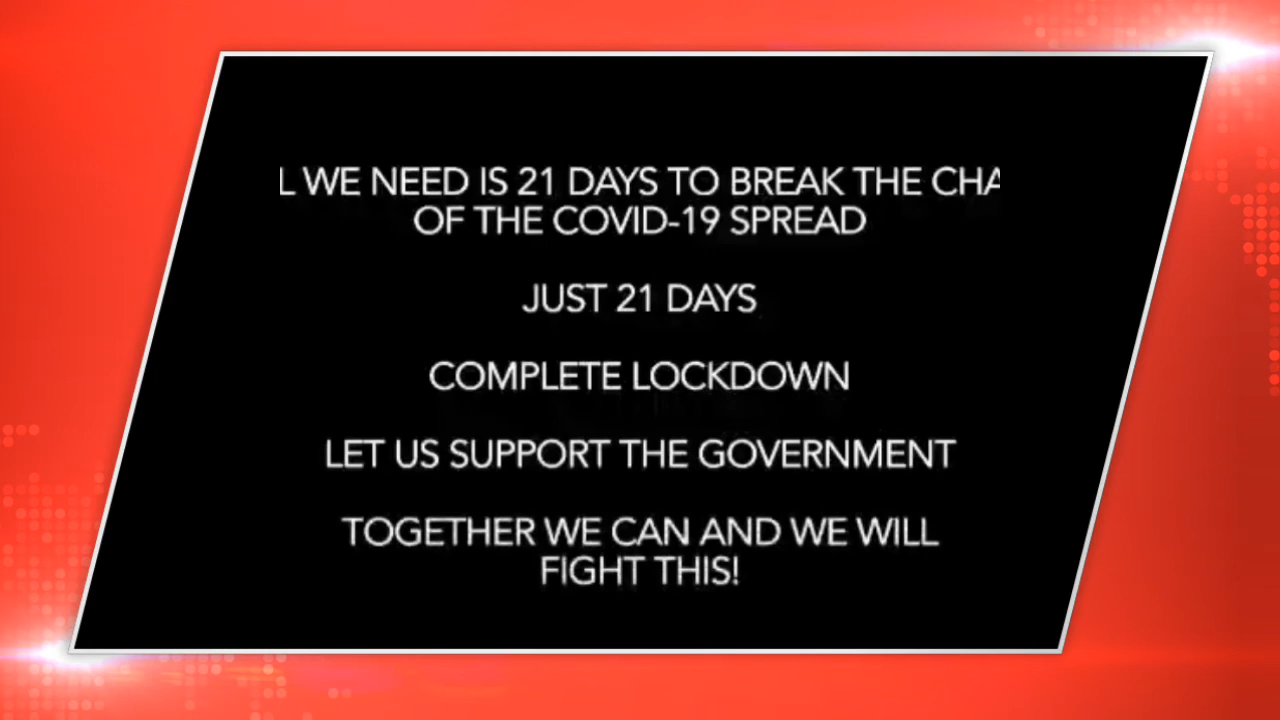 L WE NEED IS 21 DAYS TO BREAK THE CHA
OF THE COVID-19 SPREAD
JUST 21 DAYS
COMPLETE LOCKDOWN
LET US SUPPORT THE GOVERNMENT
TOGETHER WE CAN AND WE WILL
FIGHT THIS!